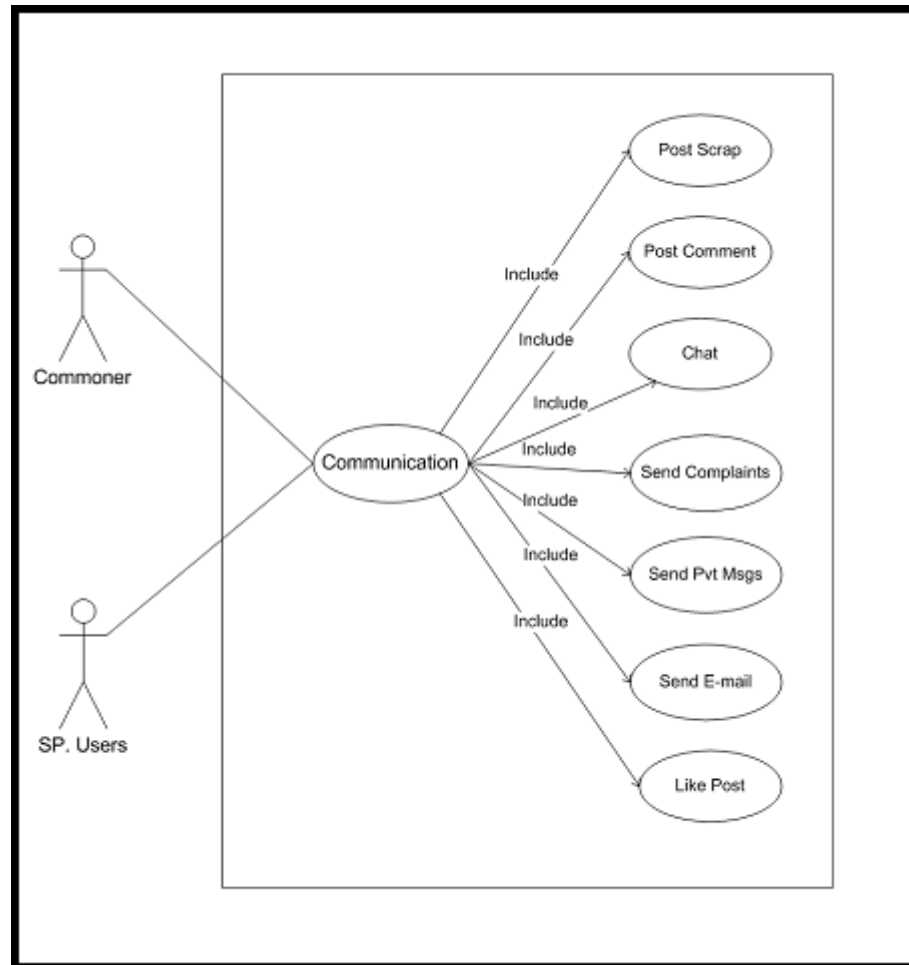 Post Scrap
Post Comment
Include
Commoner
Include
Chat
Include
Communication
Include
Send Complaints
Include
Send Pvt Msgs
Include
Send E-mail
Include
SP. Users
Like Post